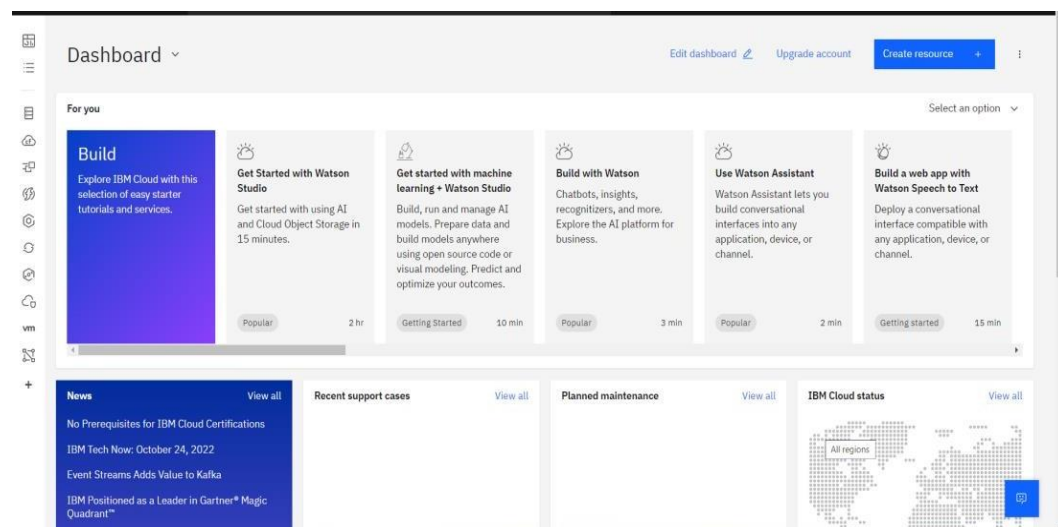 Dashboard
Edit dashboard
Upgrade account
Create resource +
For you
Select an option
Build
Explore IBM Cloud with this
selection of easy starter
tutorials and services.
Get Started with Watson
Studio
Get started with using AI
and Cloud Object Storage in
15 minutes.
Popular 2 hr
Get started with machine
learning + Watson Studio
Build, run and manage AI
models. Prepare data and
build models anywhere
using open source code or
visual modeling. Predict and
optimize your outcomes.
Getting Started 10 min
Build with Watson
Chatbots, insights,
recognitizers, and more.
Explore the AI platform for
business.
Popular 3 min
Use Watson Assistant
Watson Assistant lets you
build conversational
interfaces into any
application, device, or
channel.
Popular 2 min
Build a web app with
Watson Speech to Text
Deploy a conversational
interface compatible with
any application, device, or
channel.
Getting started 15 min
vm
+
News View all
No Prerequisites for IBM Cloud Certifications
IBM Tech Now: October 24, 2022
Event Streams Adds Value to Kafka
IBM Positioned as a Leader in Gartner® Magic
Quadrant™
Recent support cases View all
Planned maintenance View all
IBM Cloud status View all
All regions